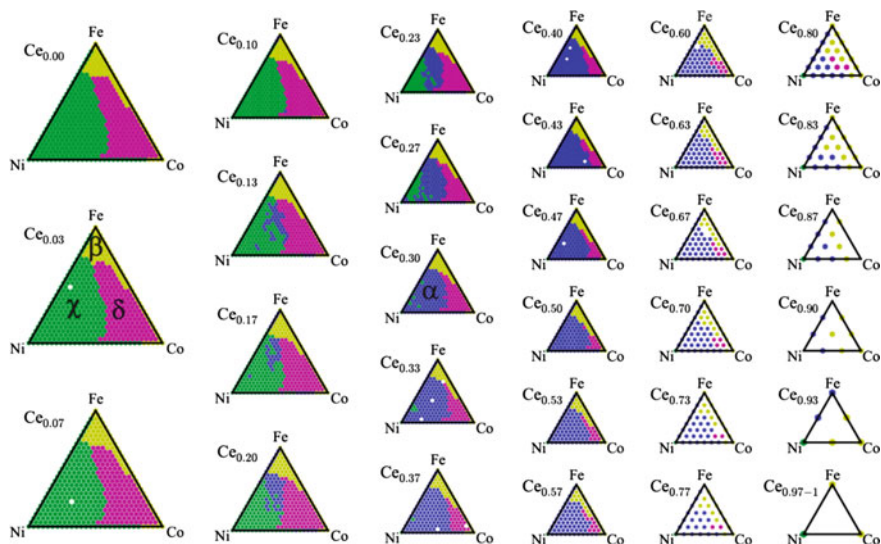 Fe
Ce0.00
Ni Co
Fe
Ce0.03
β
χ δ
Ni Co
Fe
Ce0.07
Ni Co
Fe
Ce0.10
Ni Co
Fe
Ce0.13
Ni Co
Fe
Ce0.17
Ni Co
Fe
Ce0.20
Ni Co
Fe
Ce0.23
Ni Co
Fe
Ce0.27
Ni Co
Fe
Ce0.30
α
Ni Co
Fe
Ce0.33
Ni Co
Fe
Ce0.37
Ni Co
Fe
Ce0.40
Ni Co
Fe
Ce0.43
Ni Co
Fe
Ce0.47
Ni Co
Fe
Ce0.50
Ni Co
Fe
Ce0.53
Ni Co
Fe
Ce0.57
Ni Co
Fe
Ce0.60
Ni Co
Fe
Ce0.63
Ni Co
Fe
Ce0.67
Ni Co
Fe
Ce0.70
Ni Co
Fe
Ce0.73
Ni Co
Fe
Ce0.77
Ni Co
Fe
Ce0.80
Ni Co
Fe
Ce0.83
Ni Co
Fe
Ce0.87
Ni Co
Fe
Ce0.90
Ni Co
Fe
Ce0.93
Ni Co
Fe
Ce0.97−1
Ni Co